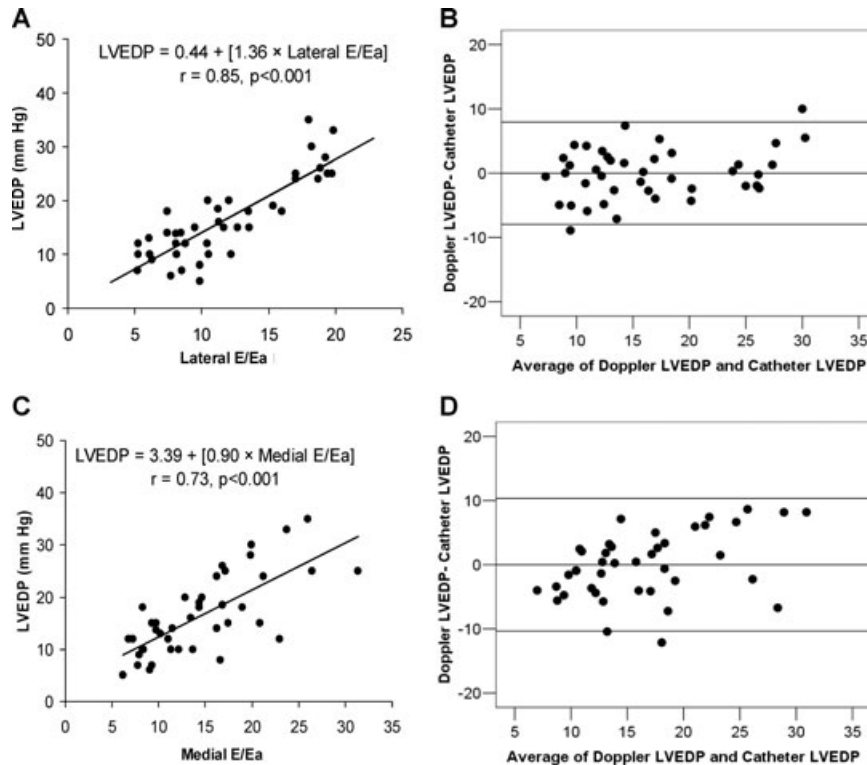 A
LVEDP = 0.44 + [1.36 × Lateral E/Ea]
r = 0.85, p<0.001
LVEDP (mm Hg)
50
40
30
20
10
0
0 5 10 15 20 25
Lateral E/Ea
B
Doppler LVEDP- Catheter LVEDP
20
10
0
-10
-20
5 10 15 20 25 30 35
Average of Doppler LVEDP and Catheter LVEDP
C
LVEDP = 3.39 + [0.90 × Medial E/Ea]
r = 0.73, p<0.001
LVEDP (mm Hg)
50
40
30
20
10
0
0 5 10 15 20 25 30 35
Medial E/Ea
D
Doppler LVEDP- Catheter LVEDP
20
10
0
-10
-20
5 10 15 20 25 30 35
Average of Doppler LVEDP and Catheter LVEDP